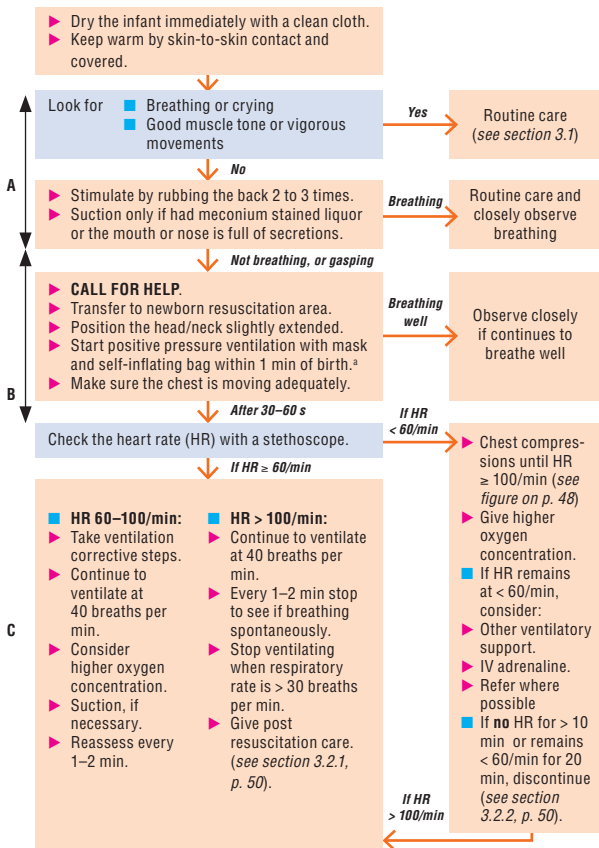 ▶ Dry the infant immediately with a clean cloth.
▶ Keep warm by skin-to-skin contact and
covered.
Look for ■ Breathing or crying
■ Good muscle tone or vigorous
movements
Yes
Routine care
(see section 3.1)
No
A
▶ Stimulate by rubbing the back 2 to 3 times.
▶ Suction only if had meconium stained liquor
or the mouth or nose is full of secretions.
Breathing
Routine care and
closely observe
breathing
Not breathing, or gasping
▶ CALL FOR HELP.
▶ Transfer to newborn resuscitation area.
▶ Position the head/neck slightly extended.
▶ Start positive pressure ventilation with mask
and self-inflating bag within 1 min of birth.ª
▶ Make sure the chest is moving adequately.
Breathing
well
Observe closely
if continues to
breathe well
B
After 30–60 s
Check the heart rate (HR) with a stethoscope.
If HR
< 60/min
If HR ≥ 60/min
■ HR 60–100/min:
▶ Take ventilation
corrective steps.
▶ Continue to
ventilate at
40 breaths per
min.
▶ Consider
higher oxygen
concentration.
▶ Suction, if
necessary.
▶ Reassess every
1–2 min.
■ HR > 100/min:
▶ Continue to ventilate
at 40 breaths per
min.
▶ Every 1–2 min stop
to see if breathing
spontaneously.
▶ Stop ventilating
when respiratory
rate is > 30 breaths
per min.
▶ Give post
resuscitation care.
(see section 3.2.1,
p. 50).
C
▶ Chest compres-
sions until HR
≥ 100/min (see
figure on p. 48)
▶ Give higher
oxygen
concentration.
■ If HR remains
at < 60/min,
consider:
▶ Other ventilatory
support.
▶ IV adrenaline.
▶ Refer where
possible
■ If no HR for > 10
min or remains
< 60/min for 20
min, discontinue
(see section
3.2.2, p. 50).
If HR
> 100/min